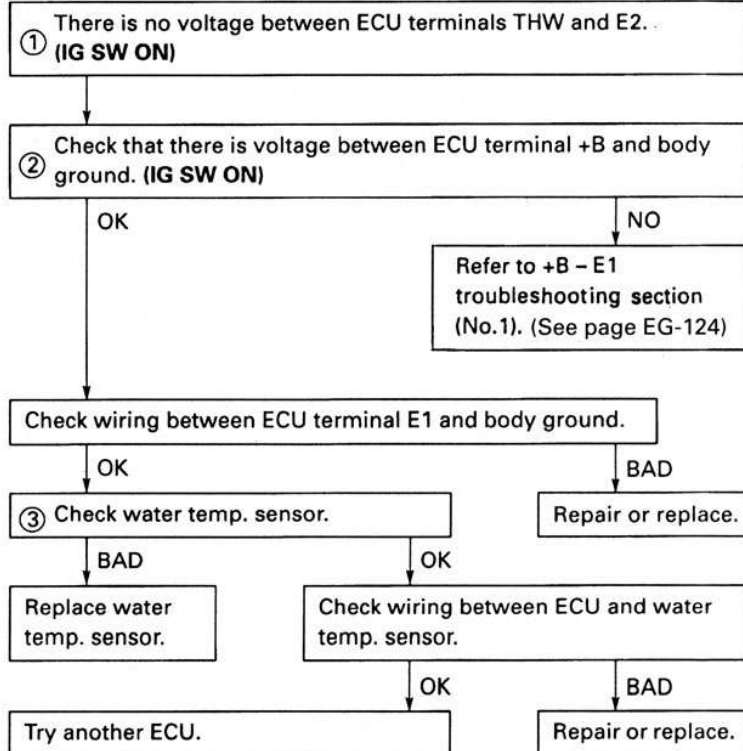 ① There is no voltage between ECU terminals THW and E2.
(IG SW ON)
② Check that there is voltage between ECU terminal +B and body
ground. (IG SW ON)
OK
NO
Refer to +B – E1
troubleshooting section
(No.1). (See page EG-124)
Check wiring between ECU terminal E1 and body ground.
OK
BAD
③ Check water temp. sensor.
Repair or replace.
BAD
OK
Replace water
temp. sensor.
Check wiring between ECU and water
temp. sensor.
OK
BAD
Try another ECU.
Repair or replace.